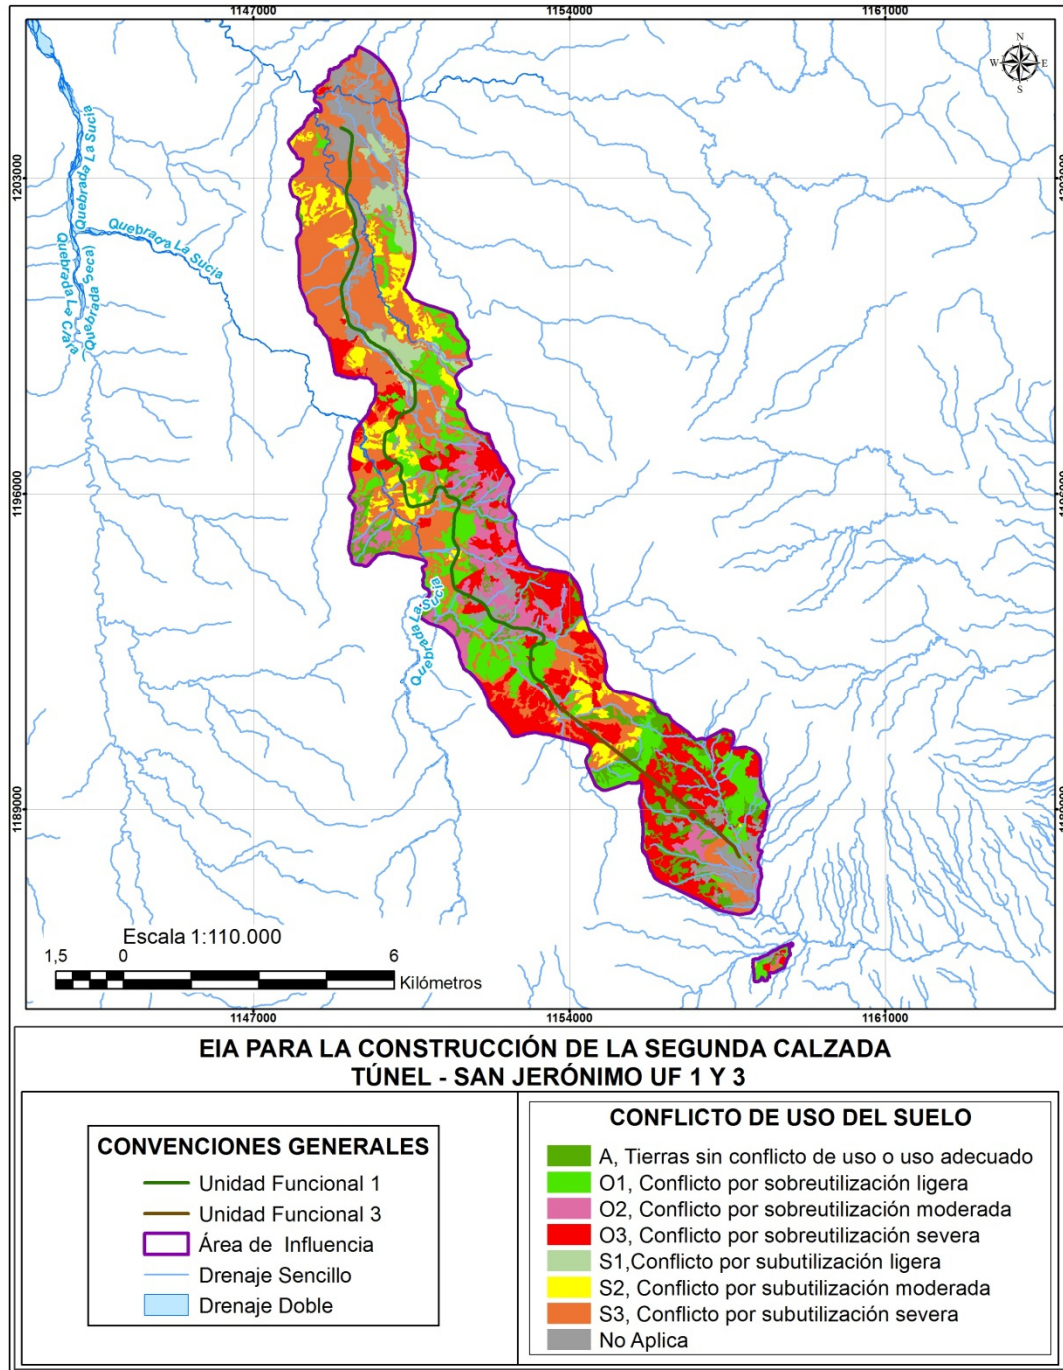 1147000
1154000
1161000
N
W
E
S
1203000
1203000
Quebrada La Sucia
Quebrada La Sucia
Quebrada Seca)
1196000
1196000
Quebrada La Sucia
1189000
1189000
Escala 1:110.000
1,5
0
6
Kilómetros
1147000
1154000
1161000
EIA PARA LA CONSTRUCCIÓN DE LA SEGUNDA CALZADA
TÚNEL - SAN JERÓNIMO UF 1 Y 3
CONVENCIONES GENERALES
Unidad Funcional 1
Unidad Funcional 3
Área de Influencia
Drenaje Sencillo
Drenaje Doble
CONFLICTO DE USO DEL SUELO
A, Tierras sin conflicto de uso o uso adecuado
O1, Conflicto por sobreutilización ligera
O2, Conflicto por sobreutilización moderada
O3, Conflicto por sobreutilización severa
S1,Conflicto por subutilización ligera
S2, Conflicto por subutilización moderada
S3, Conflicto por subutilización severa
No Aplica